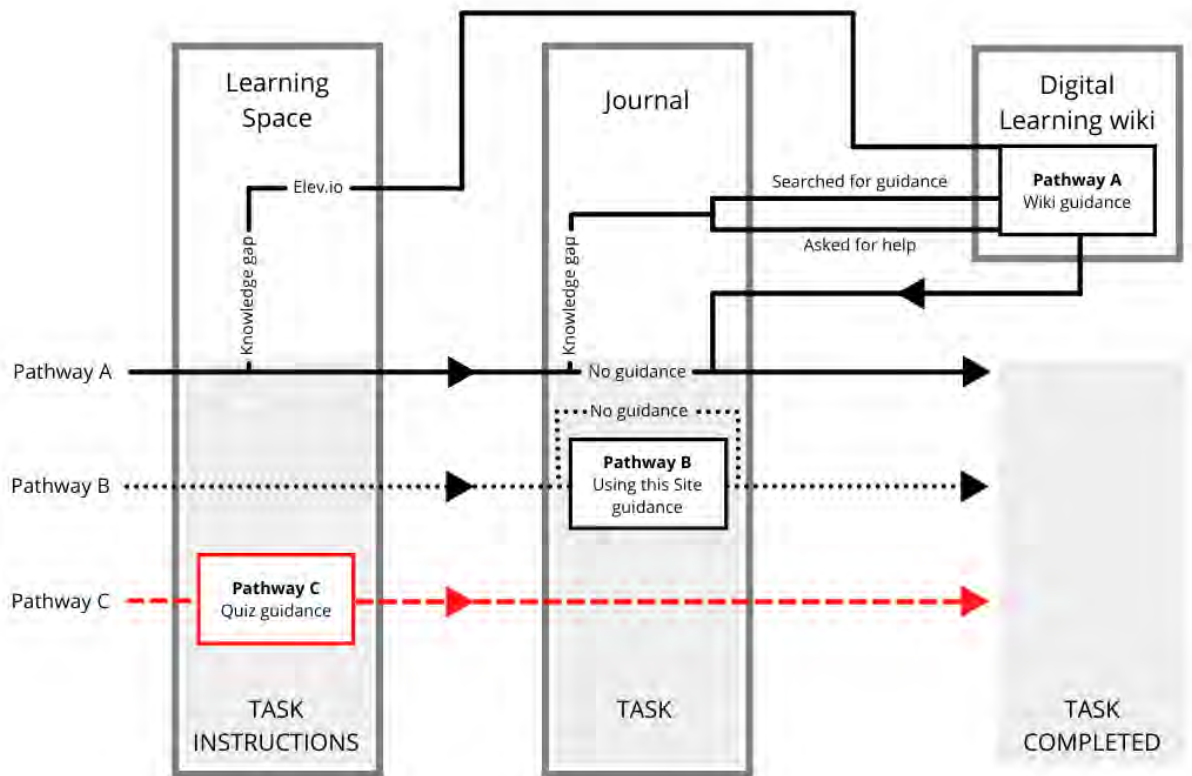 Learning
Space
Journal
Digital
Learning wiki
Elev.io
Searched for guidance
Pathway A
Wiki guidance
Knowledge gap
Knowledge gap
Asked for help
Pathway A
No guidance
No guidance
Pathway B
Pathway B
Using this Site
guidance
Pathway C
Pathway C
Quiz guidance
TASK
INSTRUCTIONS
TASK
TASK
COMPLETED